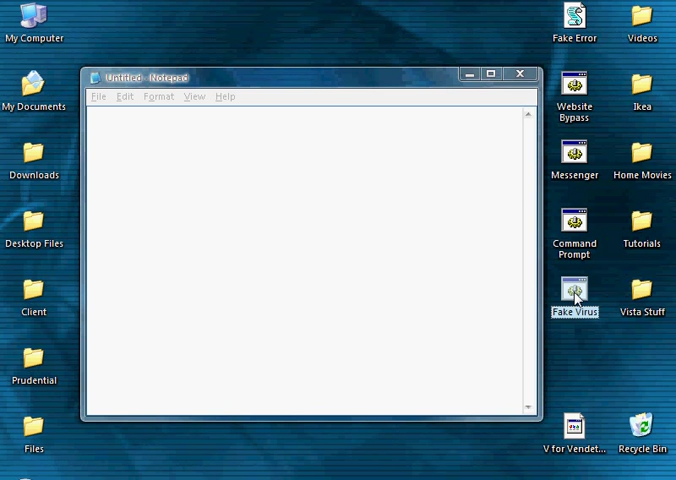 My Computer
Fake Error
Videos
Untitled - Notepad
File Edit Format View Help
My Documents
Website
Bypass
Ikea
Downloads
Messenger
Home Movies
Desktop Files
Command
Prompt
Tutorials
Client
Fake Virus
Vista Stuff
Prudential
Files
V for Vendet...
Recycle Bin